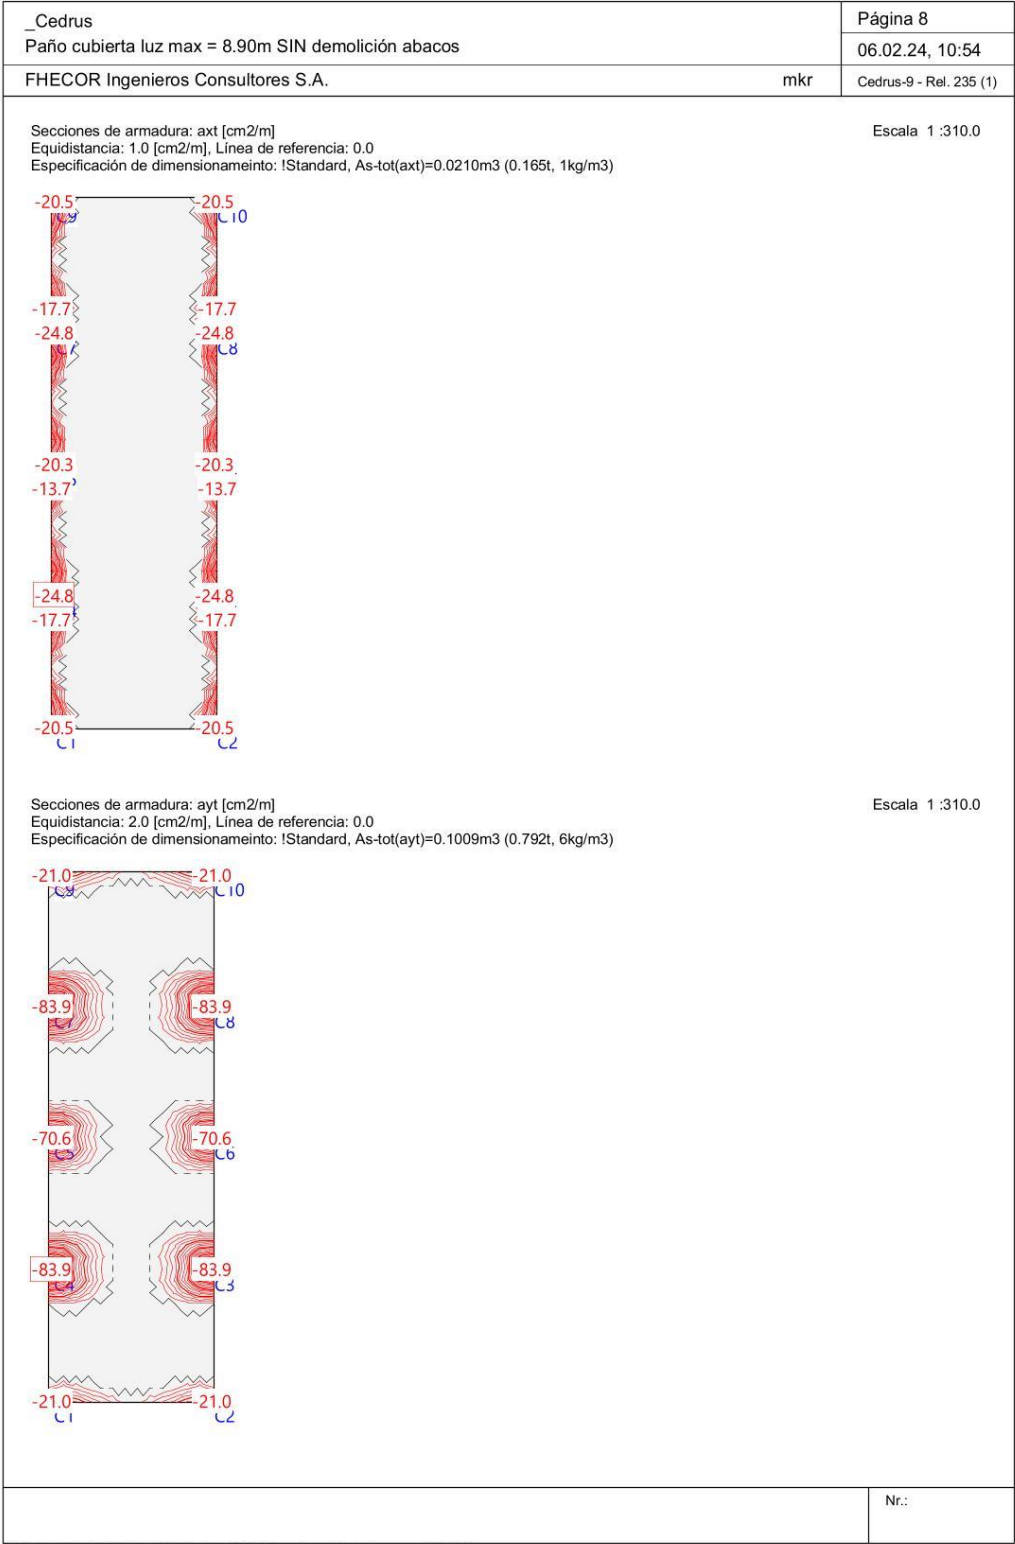 _Cedrus
Página 8
Paño cubierta luz max = 8.90m SIN demolición abacos
06.02.24, 10:54
FHECOR Ingenieros Consultores S.A.
mkr
Cedrus-9 - Rel. 235 (1)
Secciones de armadura: axt [cm2/m]
Escala 1 :310.0
Equidistancia: 1.0 [cm2/m], Línea de referencia: 0.0
Especificación de dimensionameinto: !Standard, As-tot(axt)=0.0210m3 (0.165t, 1kg/m3)
-20.5 -20.5
C9 C10
-17.7 -17.7
-24.8 -24.8
C7 C8
-20.3 -20.3
-13.7 -13.7
-24.8 -24.8
-17.7 -17.7
-20.5 -20.5
C1 C2
Secciones de armadura: ayt [cm2/m]
Escala 1 :310.0
Equidistancia: 2.0 [cm2/m], Línea de referencia: 0.0
Especificación de dimensionameinto: !Standard, As-tot(ayt)=0.1009m3 (0.792t, 6kg/m3)
-21.0 -21.0
C9 C10
-83.9 -83.9
C7 C8
-70.6 -70.6
C5 C6
-83.9 -83.9
C4 C3
-21.0 -21.0
C1 C2
Nr.: